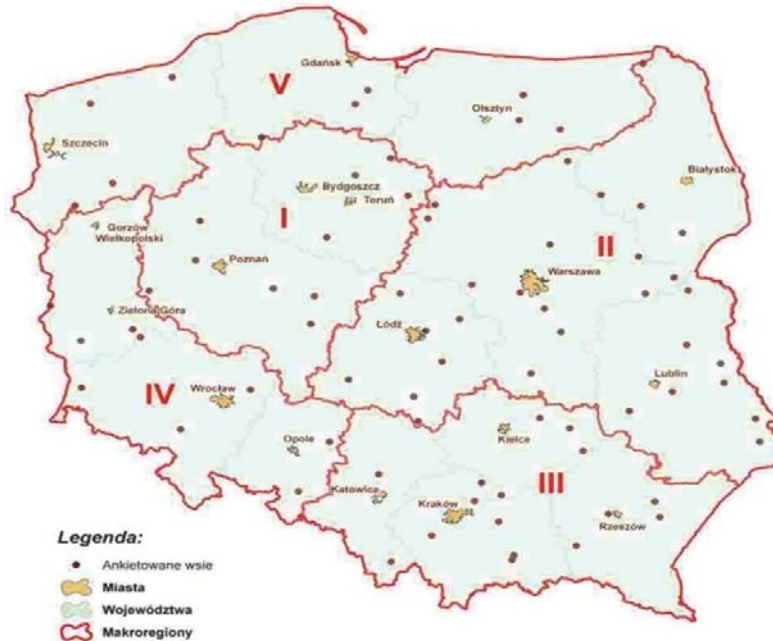 Gdańsk
V
Olsztyn
Szczecin
Białystok
Bydgoszcz
Toruń
Gorzów
Wielkopolski
I
II
Poznań
Warszawa
Zielona Góra
Łódź
IV
Wrocław
Lublin
Opole
Kielce
Katowice
Kraków
III
Rzeszów
Legenda:
Ankietowane wsie
Miasta
Województwa
Makroregiony